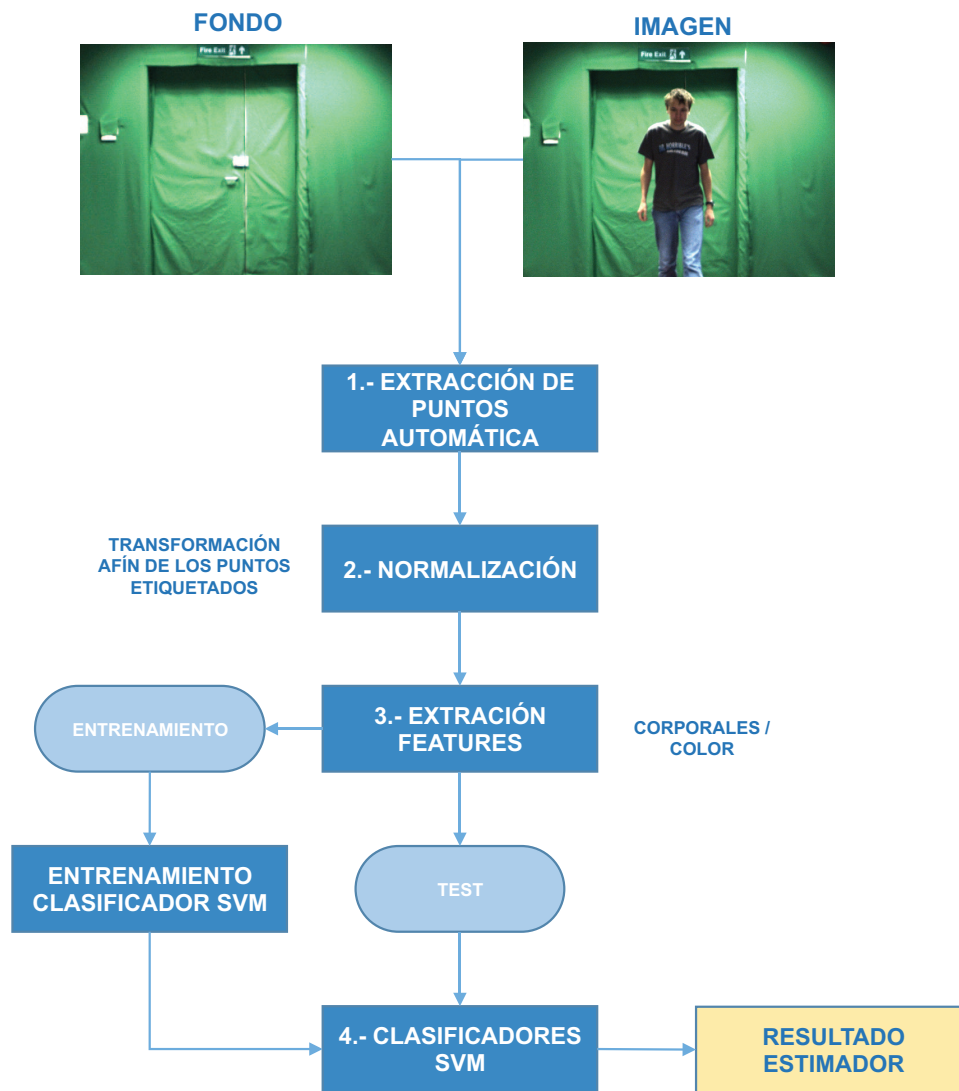 FONDO
IMAGEN
Fire Exit
Fire Exit
1.- EXTRACCIÓN DE
PUNTOS
AUTOMÁTICA
TRANSFORMACIÓN
AFÍN DE LOS PUNTOS
ETIQUETADOS
2.- NORMALIZACIÓN
3.- EXTRACIÓN
FEATURES
CORPORALES /
COLOR
ENTRENAMIENTO
ENTRENAMIENTO
CLASIFICADOR SVM
TEST
4.- CLASIFICADORES
SVM
RESULTADO
ESTIMADOR